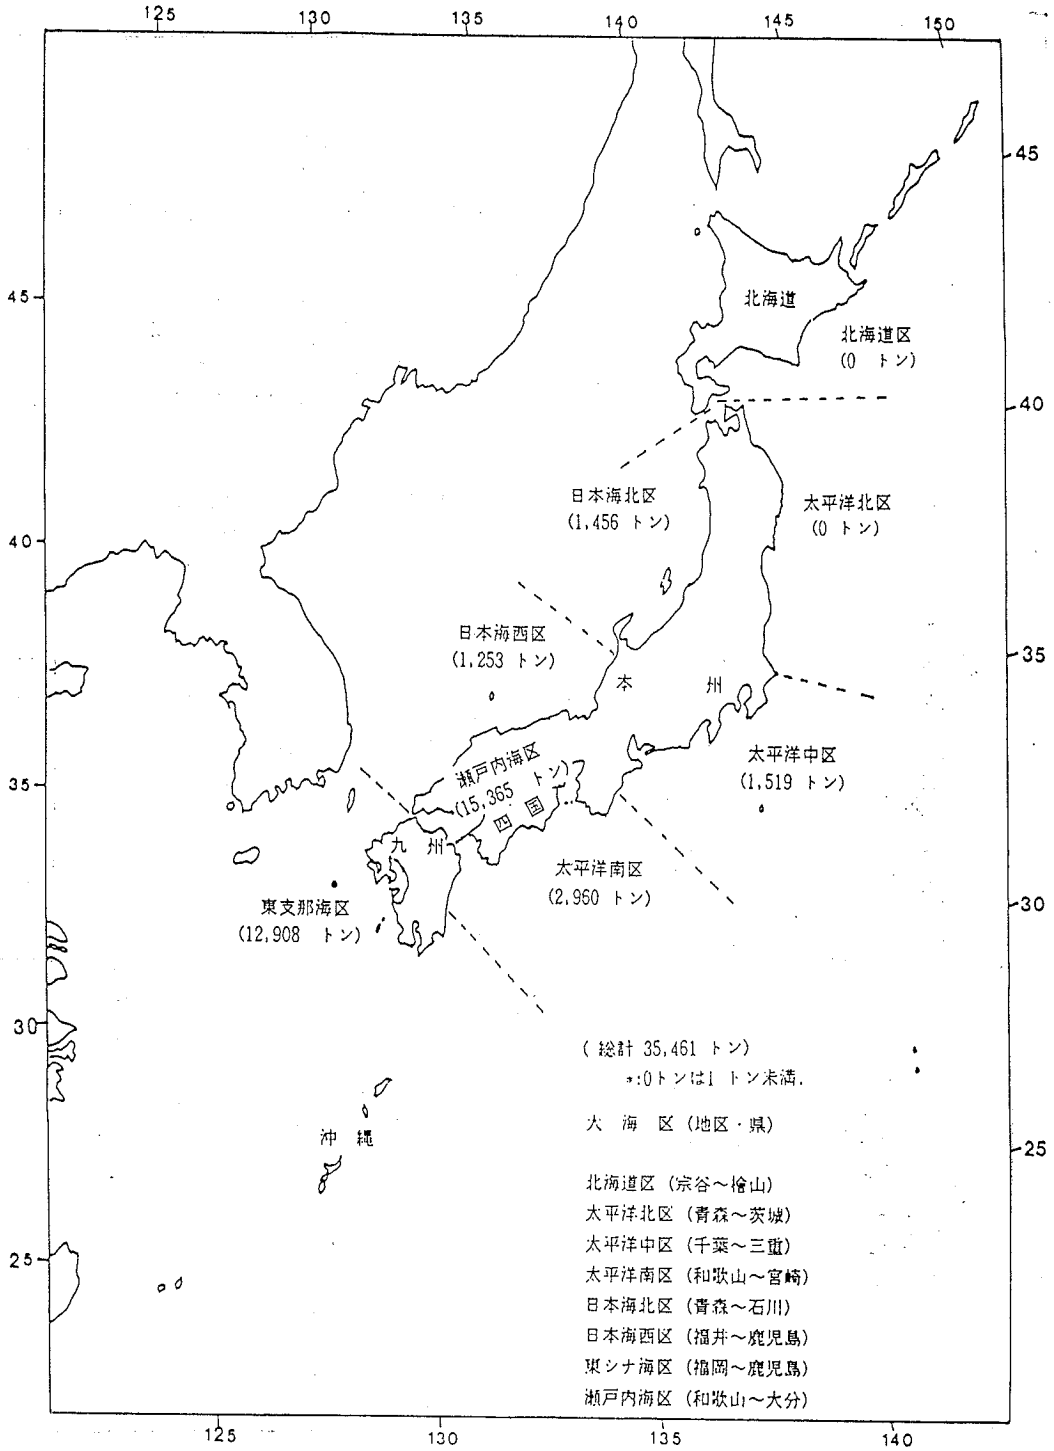 125
130
135
140
145
150
45
北海道
北海道区
(0 トン)
45
40
日本海北区
(1,456 トン)
太平洋北区
(0 トン)
40
日本海西区
(1,253 トン)
35
本 州
太平洋中区
(1,519 トン)
瀬戸内海区
(15,365 トン)
四国
35
九 州
太平洋南区
(2,960 トン)
30
東支那海区
(12,908 トン)
30
( 総計 35,461 トン)
*:0トンは1 トン未満.
大 海 区 (地区・県)
沖 縄
25
北海道区 (宗谷～檜山)
太平洋北区 (青森～茨城)
太平洋中区 (千葉～三重)
25
太平洋南区 (和歌山～宮崎)
日本海北区 (青森～石川)
日本海西区 (福井～鹿児島)
東シナ海区 (福岡～鹿児島)
瀬戸内海区 (和歌山～大分)
125
130
135
140